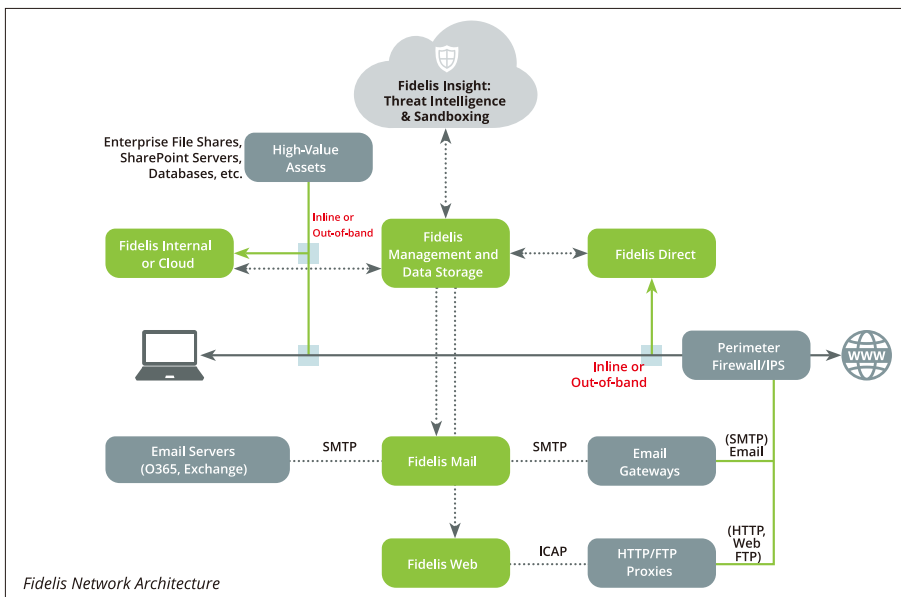 Fidelis Insight:
Threat Intelligence
& Sandboxing
Enterprise File Shares,
SharePoint Servers,
Databases, etc.
High-Value
Assets
Inline or
Out-of-band
Fidelis Internal
or Cloud
Fidelis
Management and
Data Storage
Fidelis Direct
Perimeter
Firewall/IPS
WWW
Inline or
Out-of-band
Email Servers
(O365, Exchange)
SMTP
Fidelis Mail
SMTP
Email
Gateways
(SMTP)
Email
Fidelis Web
ICAP
HTTP/FTP
Proxies
(HTTP,
Web
FTP)
Fidelis Network Architecture